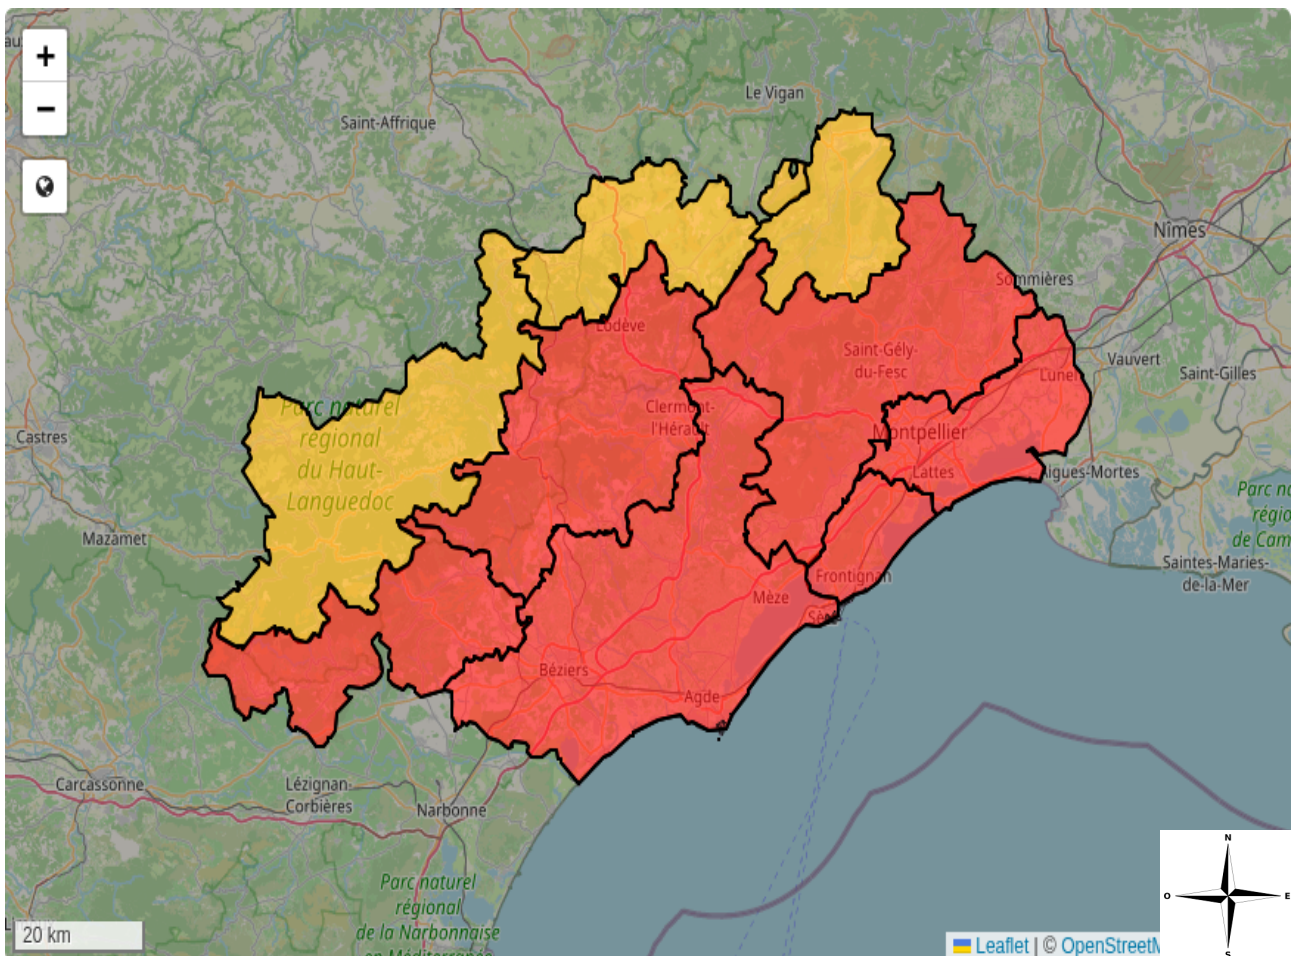 +
−
Le Vigan
Saint-Affrique
Nîmes
Sommières
Lodève
Saint-Gély-
du-Fesc
Vauvert
Saint-Gilles
Lunel
Parc naturel
régional
du Haut-
Languedoc
Clermont-
l'Hérault
Castres
Montpellier
Lattes
Aigues-Mortes
Mazamet
Parc na
régio
de Cam
Saintes-Maries-
de-la-Mer
Frontignan
Mèze
Sète
Béziers
Agde
Carcassonne
Lézignan-
Corbières
Narbonne
Parc naturel
régional
de la Narbonnaise
en Méditerranée
20 km
N
O
E
S
Leaflet | © OpenStreetM